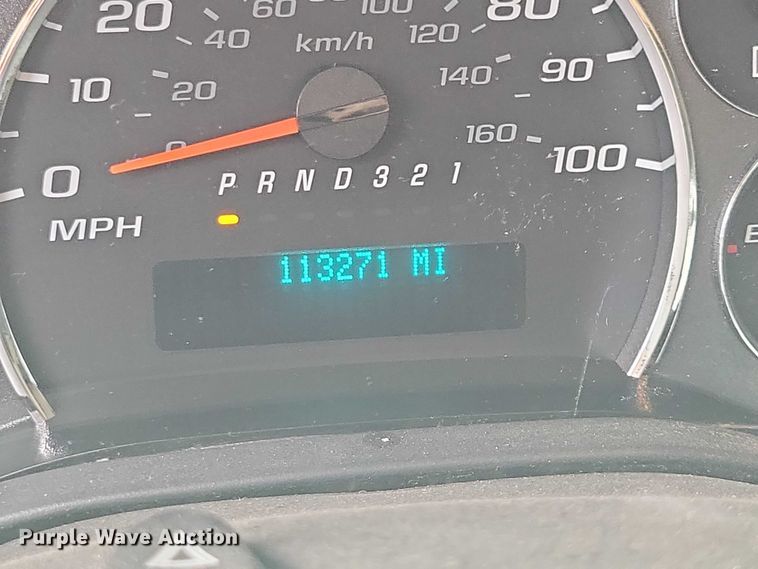 20 60 100 80
40 km/h 120
10 20 140 90
0 0 160 100
P R N D 3 2 1
MPH
113271 MI
E
Purple Wave Auction